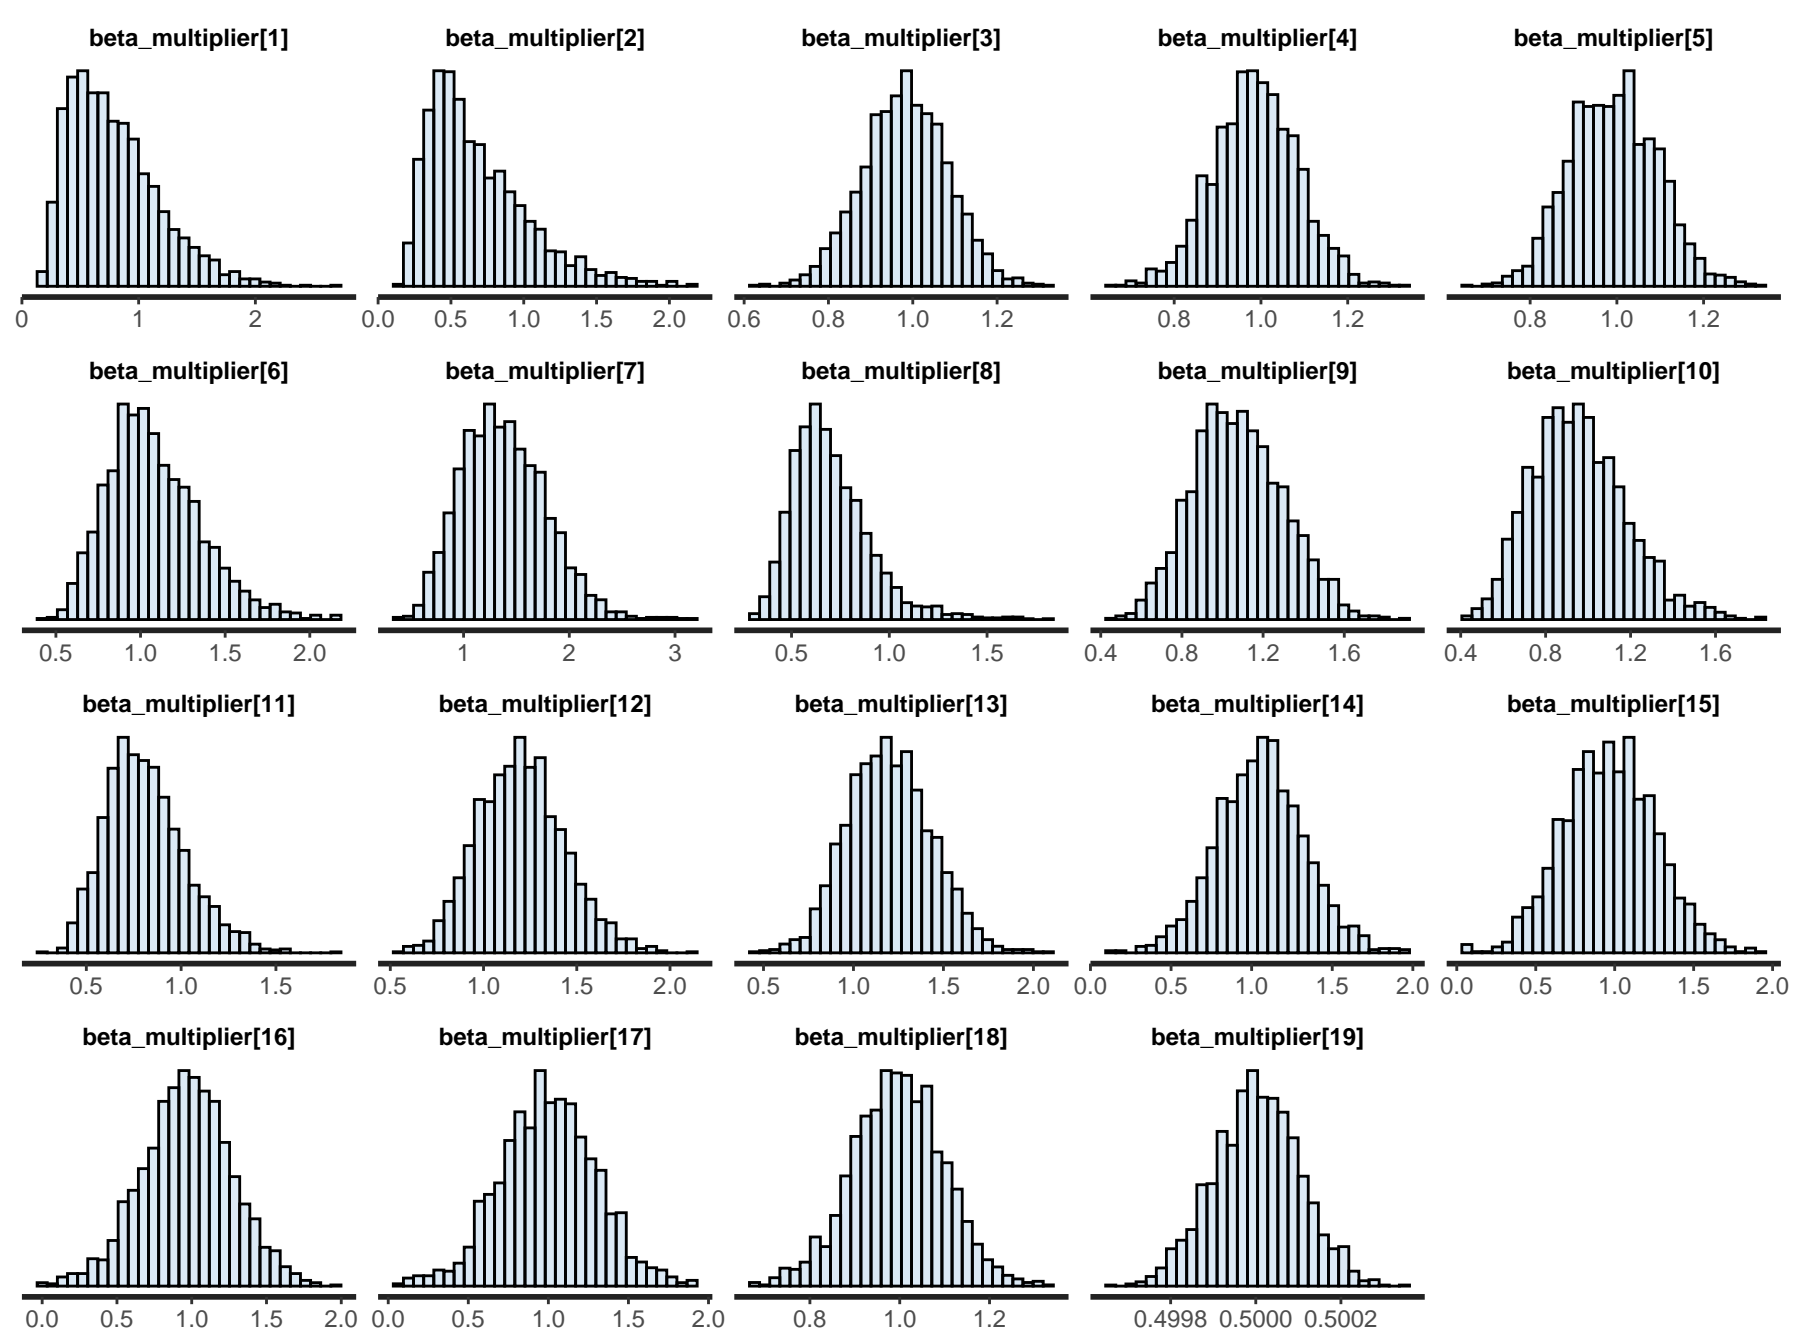 beta_multiplier[1] beta_multiplier[2] beta_multiplier[3] beta_multiplier[4] beta_multiplier[5]
0 1 2 0.0 0.5 1.0 1.5 2.0 0.6 0.8 1.0 1.2 0.8 1.0 1.2 0.8 1.0 1.2
beta_multiplier[6] beta_multiplier[7] beta_multiplier[8] beta_multiplier[9] beta_multiplier[10]
0.5 1.0 1.5 2.0 1 2 3 0.5 1.0 1.5 0.4 0.8 1.2 1.6 0.4 0.8 1.2 1.6
beta_multiplier[11] beta_multiplier[12] beta_multiplier[13] beta_multiplier[14] beta_multiplier[15]
0.5 1.0 1.5 0.5 1.0 1.5 2.0 0.5 1.0 1.5 2.0 0.0 0.5 1.0 1.5 2.0 0.0 0.5 1.0 1.5 2.0
beta_multiplier[16] beta_multiplier[17] beta_multiplier[18] beta_multiplier[19]
0.0 0.5 1.0 1.5 2.0 0.0 0.5 1.0 1.5 2.0 0.8 1.0 1.2 0.4998 0.5000 0.5002